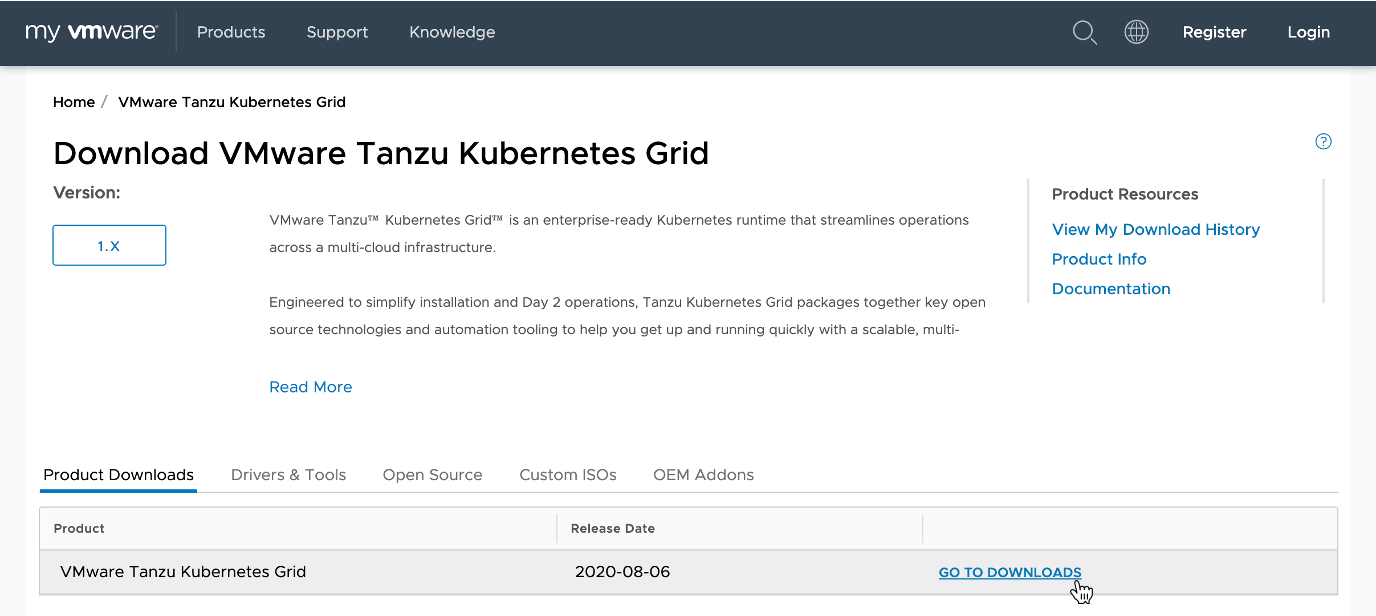 my vmware® Products Support Knowledge Register Login
Home / VMware Tanzu Kubernetes Grid
Download VMware Tanzu Kubernetes Grid
?
Version:
1.X
VMware Tanzu™ Kubernetes Grid™ is an enterprise-ready Kubernetes runtime that streamlines operations
across a multi-cloud infrastructure.
Engineered to simplify installation and Day 2 operations, Tanzu Kubernetes Grid packages together key open
source technologies and automation tooling to help you get up and running quickly with a scalable, multi-
Read More
Product Resources
View My Download History
Product Info
Documentation
Product Downloads Drivers & Tools Open Source Custom ISOs OEM Addons
Product Release Date
VMware Tanzu Kubernetes Grid 2020-08-06 GO TO DOWNLOADS